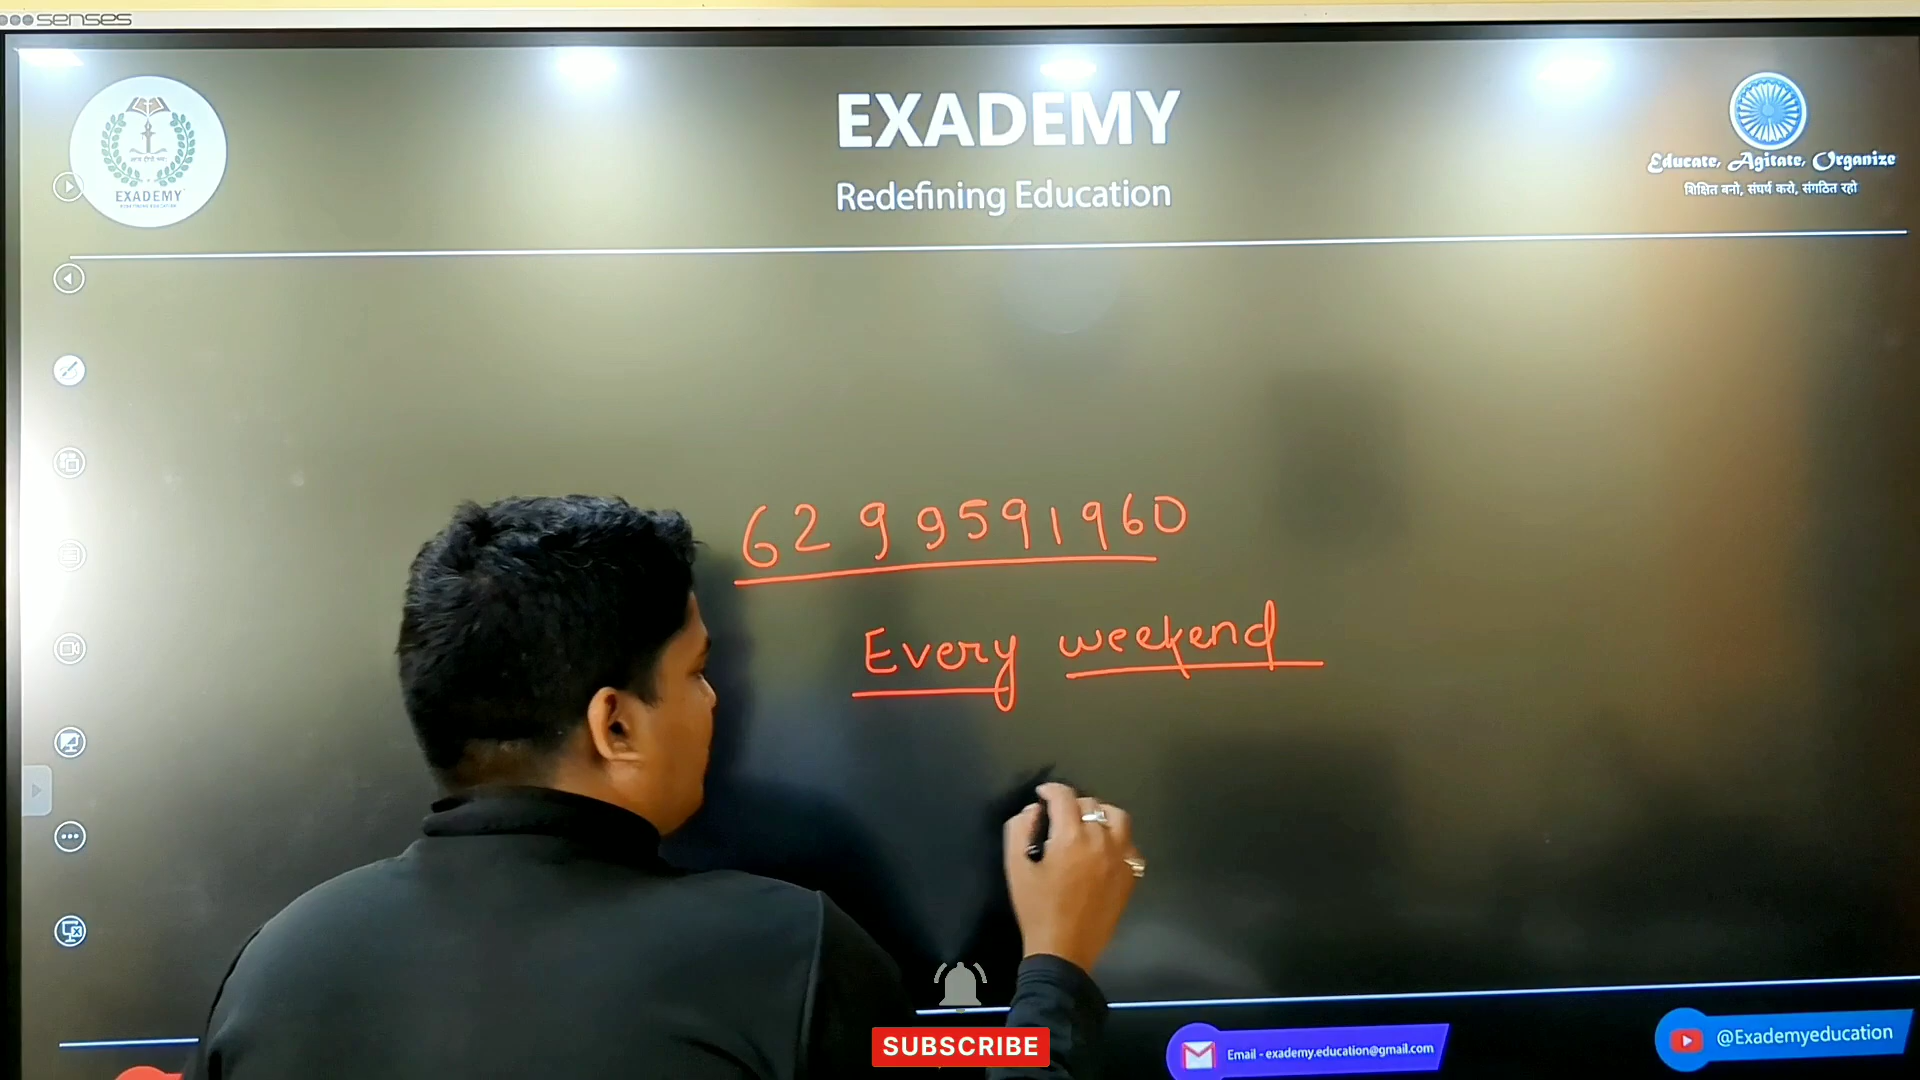 senses
EXADEMY
Redefining Education
EXADEMY
Educate, Agitate, Organize
शिक्षित बनो, संघर्ष करो, संगठित रहो
6299591960
Every weekend
SUBSCRIBE
Email - exademy.education@gmail.com
@Exademyeducation